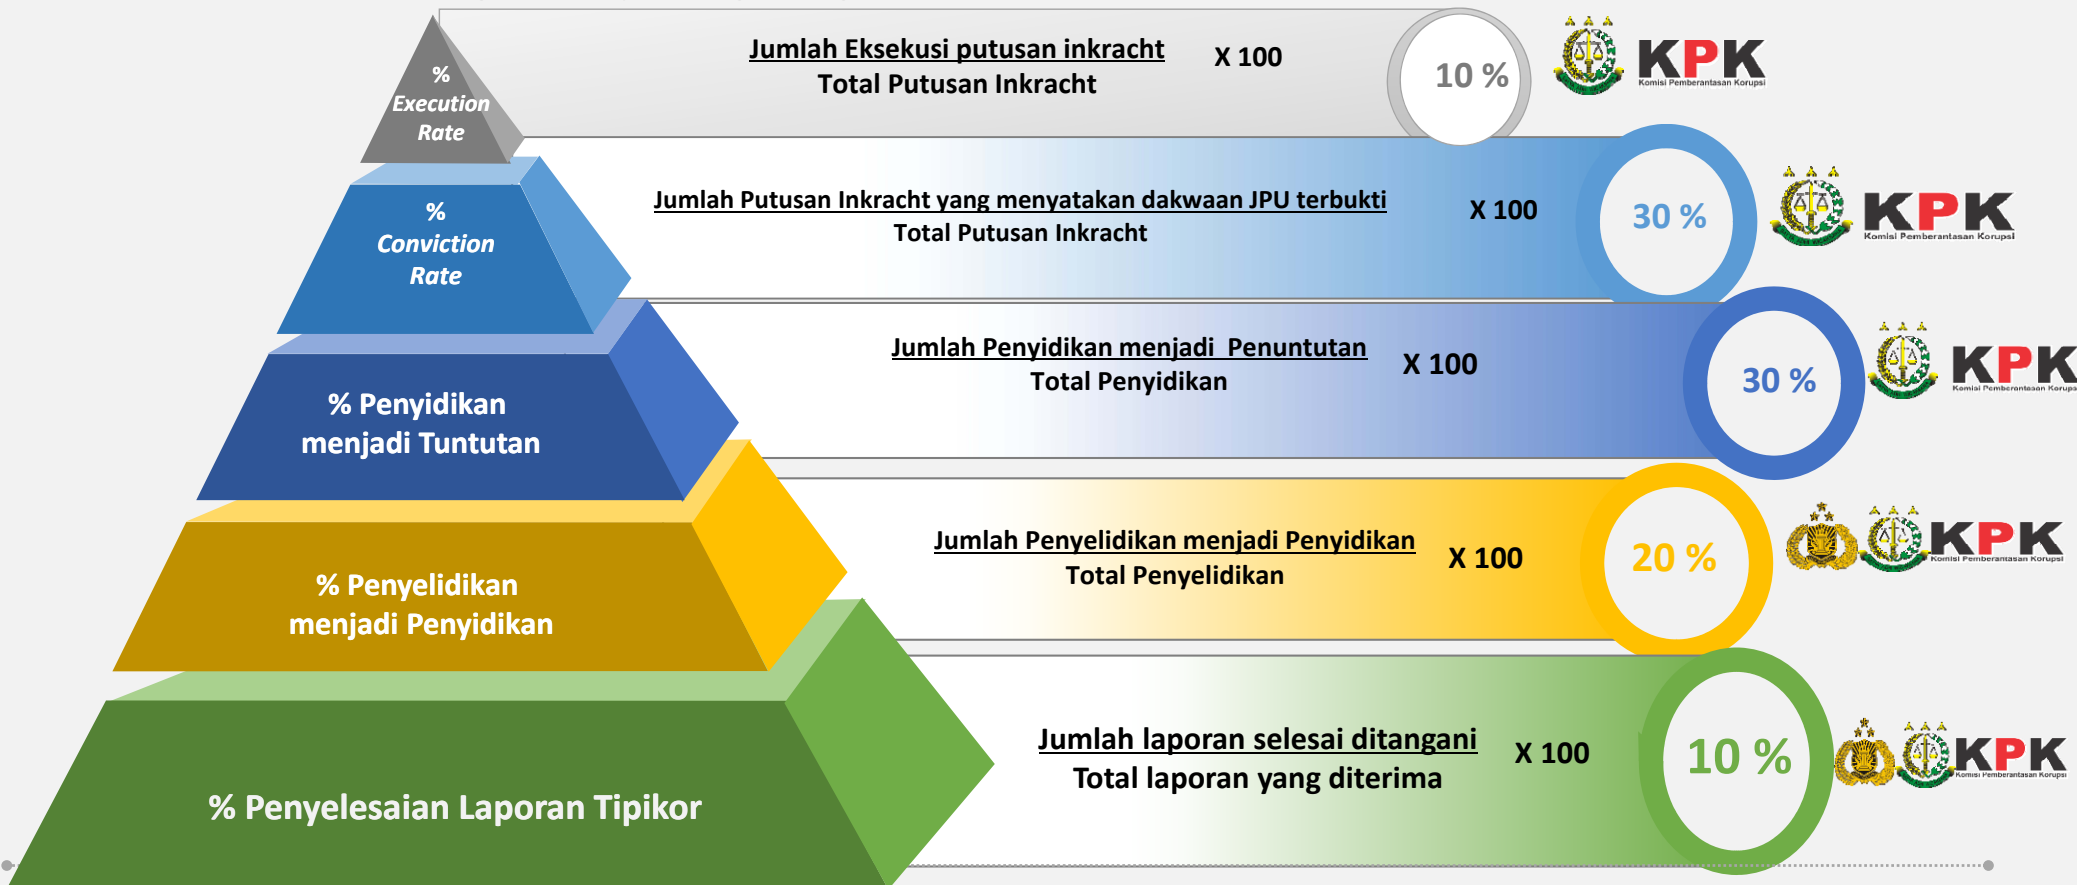 %
Execution
Rate
Jumlah Eksekusi putusan inkracht
Total Putusan Inkracht
X 100
10 %
KPK
Komisi Pemberantasan Korupsi
%
Conviction
Rate
Jumlah Putusan Inkracht yang menyatakan dakwaan JPU terbukti
Total Putusan Inkracht
X 100
30 %
KPK
Komisi Pemberantasan Korupsi
% Penyidikan
menjadi Tuntutan
Jumlah Penyidikan menjadi  Penuntutan
Total Penyidikan
X 100
30 %
KPK
Komisi Pemberantasan Korupsi
% Penyelidikan
menjadi Penyidikan
Jumlah Penyelidikan menjadi Penyidikan
Total Penyelidikan
X 100
20 %
KPK
Komisi Pemberantasan Korupsi
% Penyelesaian Laporan Tipikor
Jumlah laporan selesai ditangani
Total laporan yang diterima
X 100
10 %
KPK
Komisi Pemberantasan Korupsi